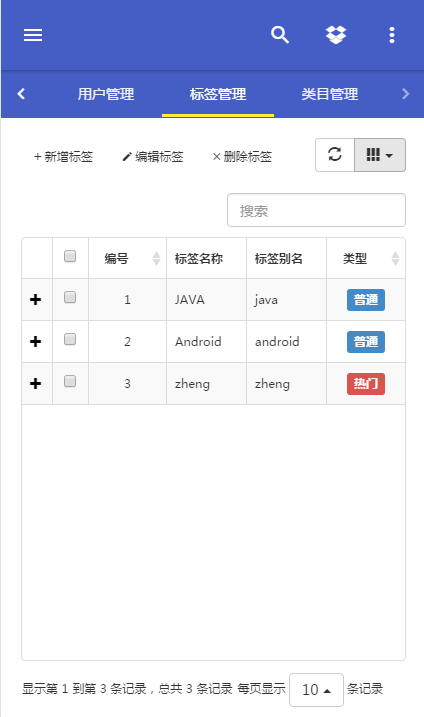 用户管理 标签管理 类目管理
+ 新增标签 编辑标签 × 删除标签
搜索
编号 标签名称 标签别名 类型
1 JAVA java 普通
2 Android android 普通
3 zheng zheng 热门
显示第 1 到第 3 条记录，总共 3 条记录 每页显示 10 条记录